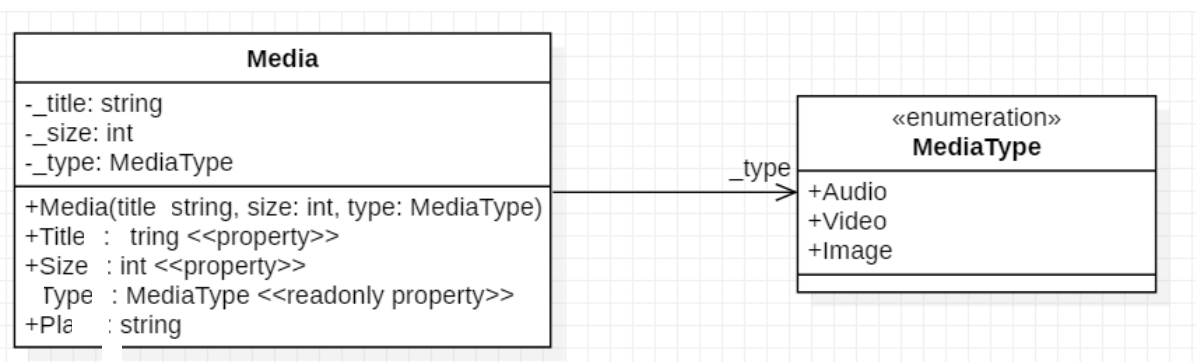 Media
-_title: string
-_size: int
-_type: MediaType
+Media(title string, size: int, type: MediaType)
+Title : tring <<property>>
+Size : int <<property>>
Type : MediaType <<readonly property>>
+Pla : string
_type
«enumeration»
MediaType
+Audio
+Video
+Image